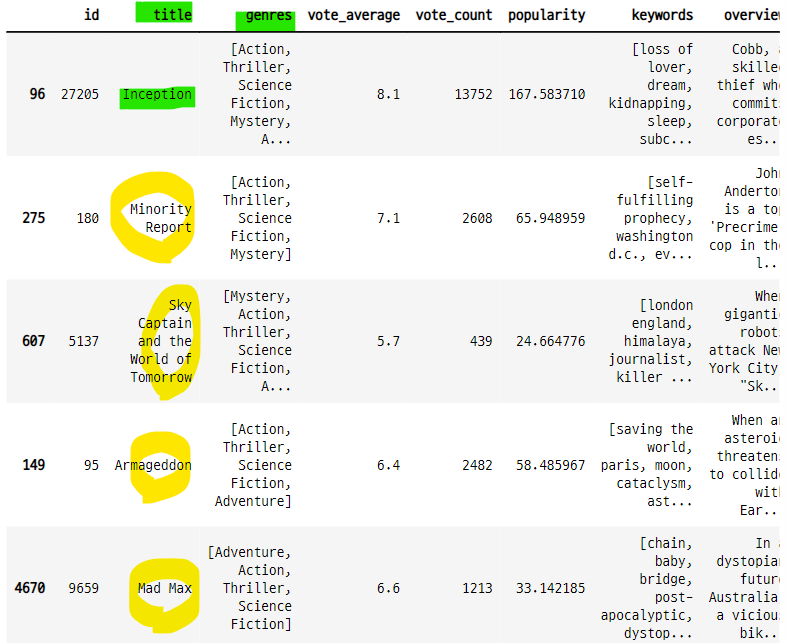 id title genres vote_average vote_count popularity keywords overview
96
27205
Inception
[Action,
Thriller,
Science
Fiction,
Mystery,
A...
8.1
13752
167.583710
[loss of
lover,
dream,
kidnapping,
sleep,
subc...
Cobb, a
skilled
thief who
commits
corporate
es...
275
180
Minority
Report
[Action,
Thriller,
Science
Fiction,
Mystery]
7.1
2608
65.948959
[self-
fulfilling
prophecy,
washington
d.c., ev...
John
Anderton
is a top
'Precrime'
cop in the
l...
607
5137
Sky
Captain
and the
World of
Tomorrow
[Mystery,
Action,
Thriller,
Science
Fiction,
A...
5.7
439
24.664776
[london
england,
himalaya,
journalist,
killer ...
When
gigantic
robots
attack New
York City,
"Sk...
149
95
Armageddon
[Action,
Thriller,
Science
Fiction,
Adventure]
6.4
2482
58.485967
[saving the
world,
paris, moon,
cataclysm,
ast...
When an
asteroid
threatens
to collide
with
Ear...
4670
9659
Mad Max
[Adventure,
Action,
Thriller,
Science
Fiction]
6.6
1213
33.142185
[chain,
baby,
bridge,
post-
apocalyptic,
dystop...
In a
dystopian
future
Australia,
a vicious
bik...